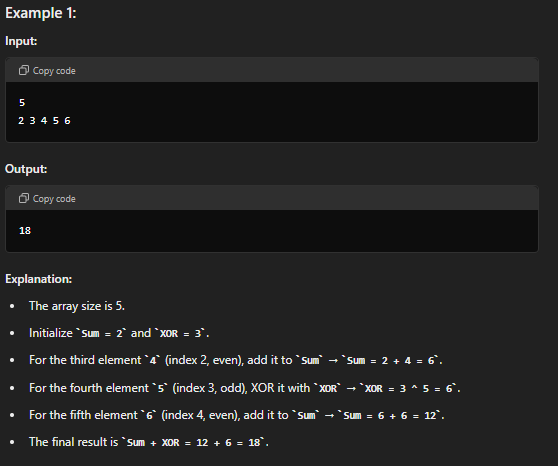 Example 1:
Input:
Copy code
5
2 3 4 5 6
Output:
Copy code
18
Explanation:
• The array size is 5.
• Initialize `Sum = 2` and `XOR = 3`.
• For the third element `4` (index 2, even), add it to `Sum` → `Sum = 2 + 4 = 6`.
• For the fourth element `5` (index 3, odd), XOR it with `XOR` → `XOR = 3 ^ 5 = 6`.
• For the fifth element `6` (index 4, even), add it to `Sum` → `Sum = 6 + 6 = 12`.
• The final result is `Sum + XOR = 12 + 6 = 18`.